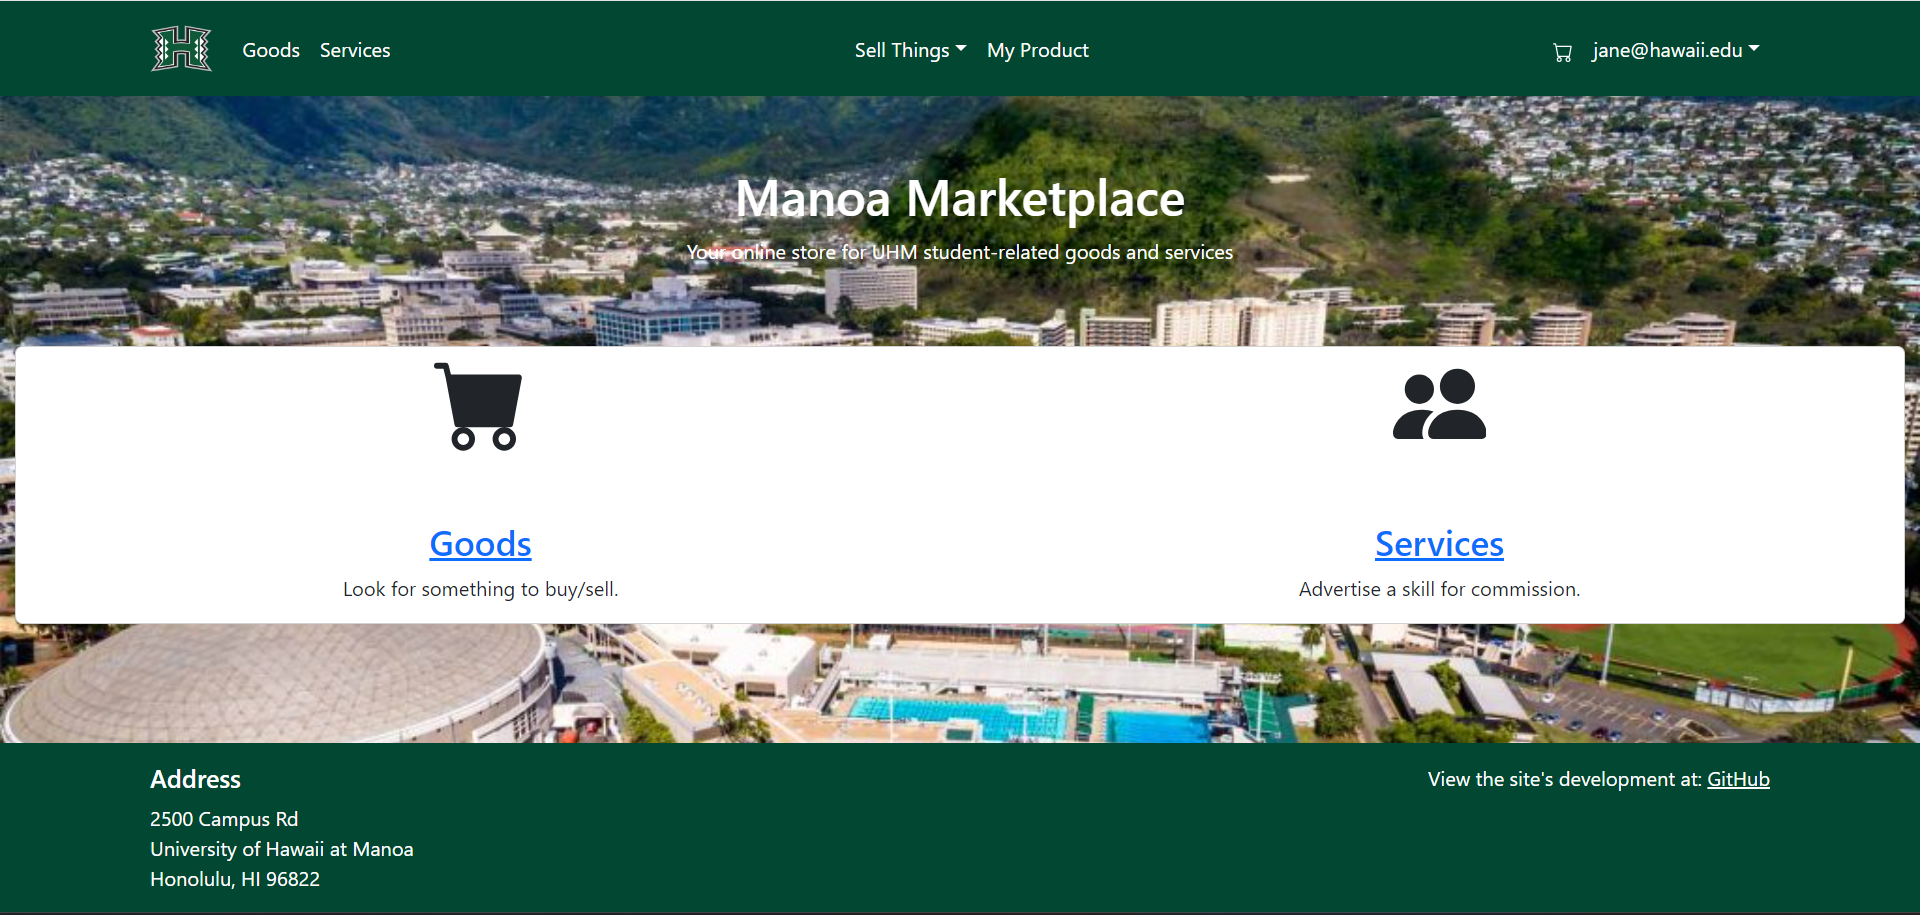 H
Goods Services Sell Things My Product jane@hawaii.edu
Manoa Marketplace
Your online store for UHM student-related goods and services
Goods
Look for something to buy/sell.
Services
Advertise a skill for commission.
Address
2500 Campus Rd
University of Hawaii at Manoa
Honolulu, HI 96822
View the site's development at: GitHub